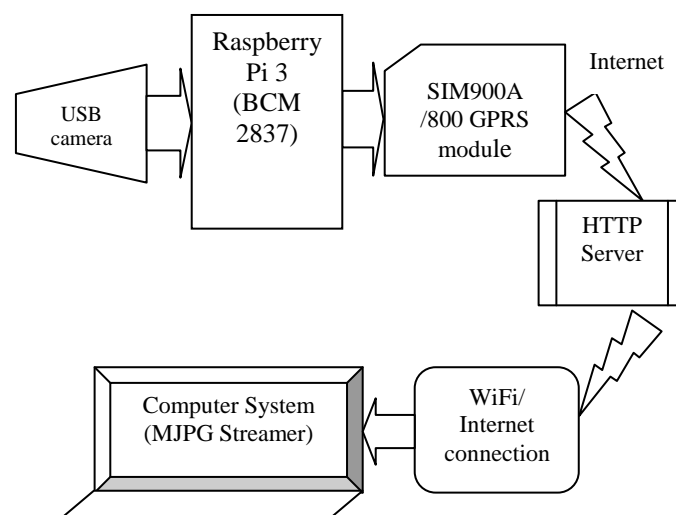 USB
camera
Raspberry
Pi 3
(BCM
2837)
SIM900A
/800 GPRS
module
Internet
HTTP
Server
WiFi/
Internet
connection
Computer System
(MJPG Streamer)